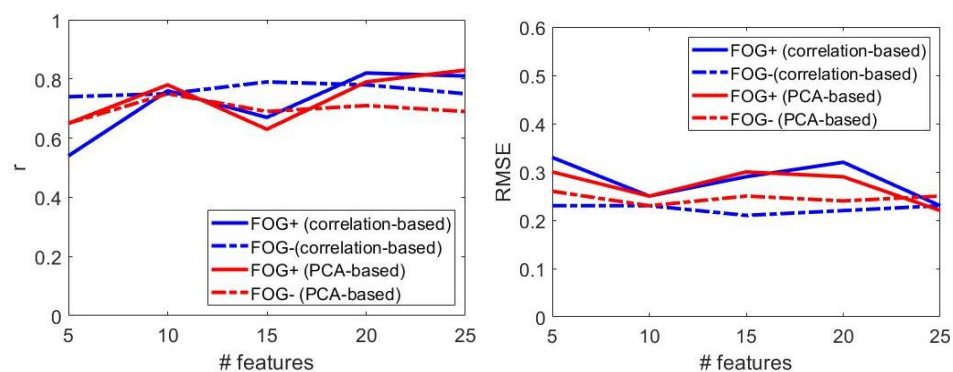 1
0.8
0.6
0.4
0.2
0
r
5
10
15
20
25
# features
FOG+ (correlation-based)
FOG-(correlation-based)
FOG+ (PCA-based)
FOG- (PCA-based)
0.6
0.5
0.4
0.3
0.2
0.1
0
RMSE
5
10
15
20
25
# features
FOG+ (correlation-based)
FOG-(correlation-based)
FOG+ (PCA-based)
FOG- (PCA-based)